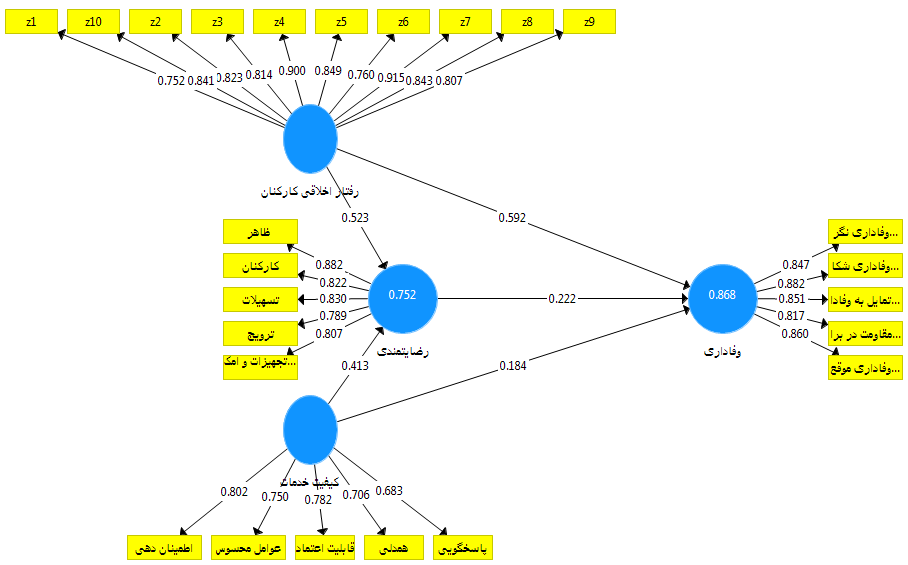 z1 z10 z2 z3 z4 z5 z6 z7 z8 z9
0.752 0.841 0.823 0.814 0.900 0.849 0.760 0.915 0.843 0.807
رفتار اخلاقی کارکنان
0.523
0.592
ظاهر
کارکنان
تسهیلات
ترویج
تجهیزات و امکا...
0.882
0.822
0.830
0.789
0.807
0.752
رضایتمندی
0.222
0.868
وفاداری
0.847
0.882
0.851
0.817
0.860
وفاداری نگر...
وفاداری شکا...
تمایل به وفادا...
مقاومت در برا...
وفاداری موقع...
0.413
0.184
کیفیت خدمات
0.802 0.750 0.782 0.706 0.683
اطمینان دهی
عوامل محسوس
قابلیت اعتماد
همدلی
پاسخگویی